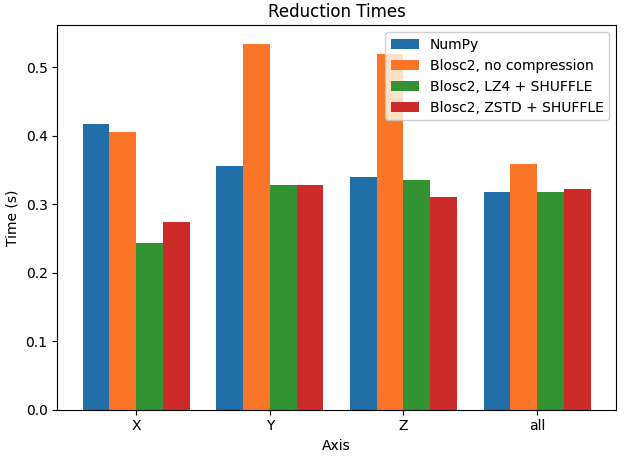 Reduction Times
NumPy
Blosc2, no compression
Blosc2, LZ4 + SHUFFLE
Blosc2, ZSTD + SHUFFLE
Time (s)
0.5
0.4
0.3
0.2
0.1
0.0
X Y Z all
Axis